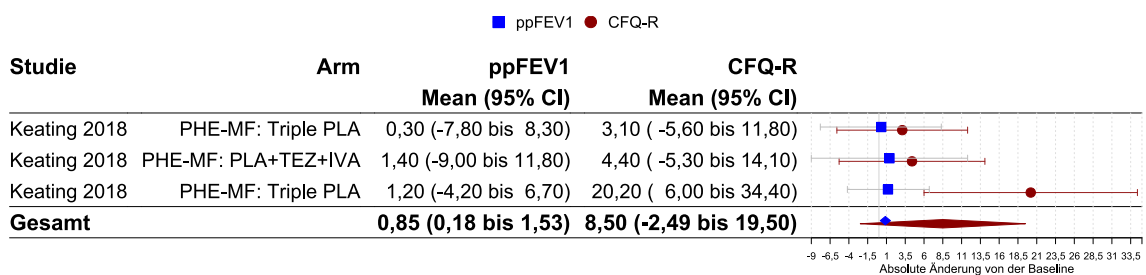 ppFEV1 CFQ-R
Studie Arm ppFEV1 CFQ-R
Mean (95% CI) Mean (95% CI)
Keating 2018 PHE-MF: Triple PLA 0,30 (-7,80 bis 8,30) 3,10 ( -5,60 bis 11,80)
Keating 2018 PHE-MF: PLA+TEZ+IVA 1,40 (-9,00 bis 11,80) 4,40 ( -5,30 bis 14,10)
Keating 2018 PHE-MF: Triple PLA 1,20 (-4,20 bis 6,70) 20,20 ( 6,00 bis 34,40)
Gesamt 0,85 (0,18 bis 1,53) 8,50 (-2,49 bis 19,50)
-9 -6,5 -4 -1,5 1 3,5 6 8,5 11 13,5 16 18,5 21 23,5 26 28,5 31 33,5
Absolute Änderung von der Baseline